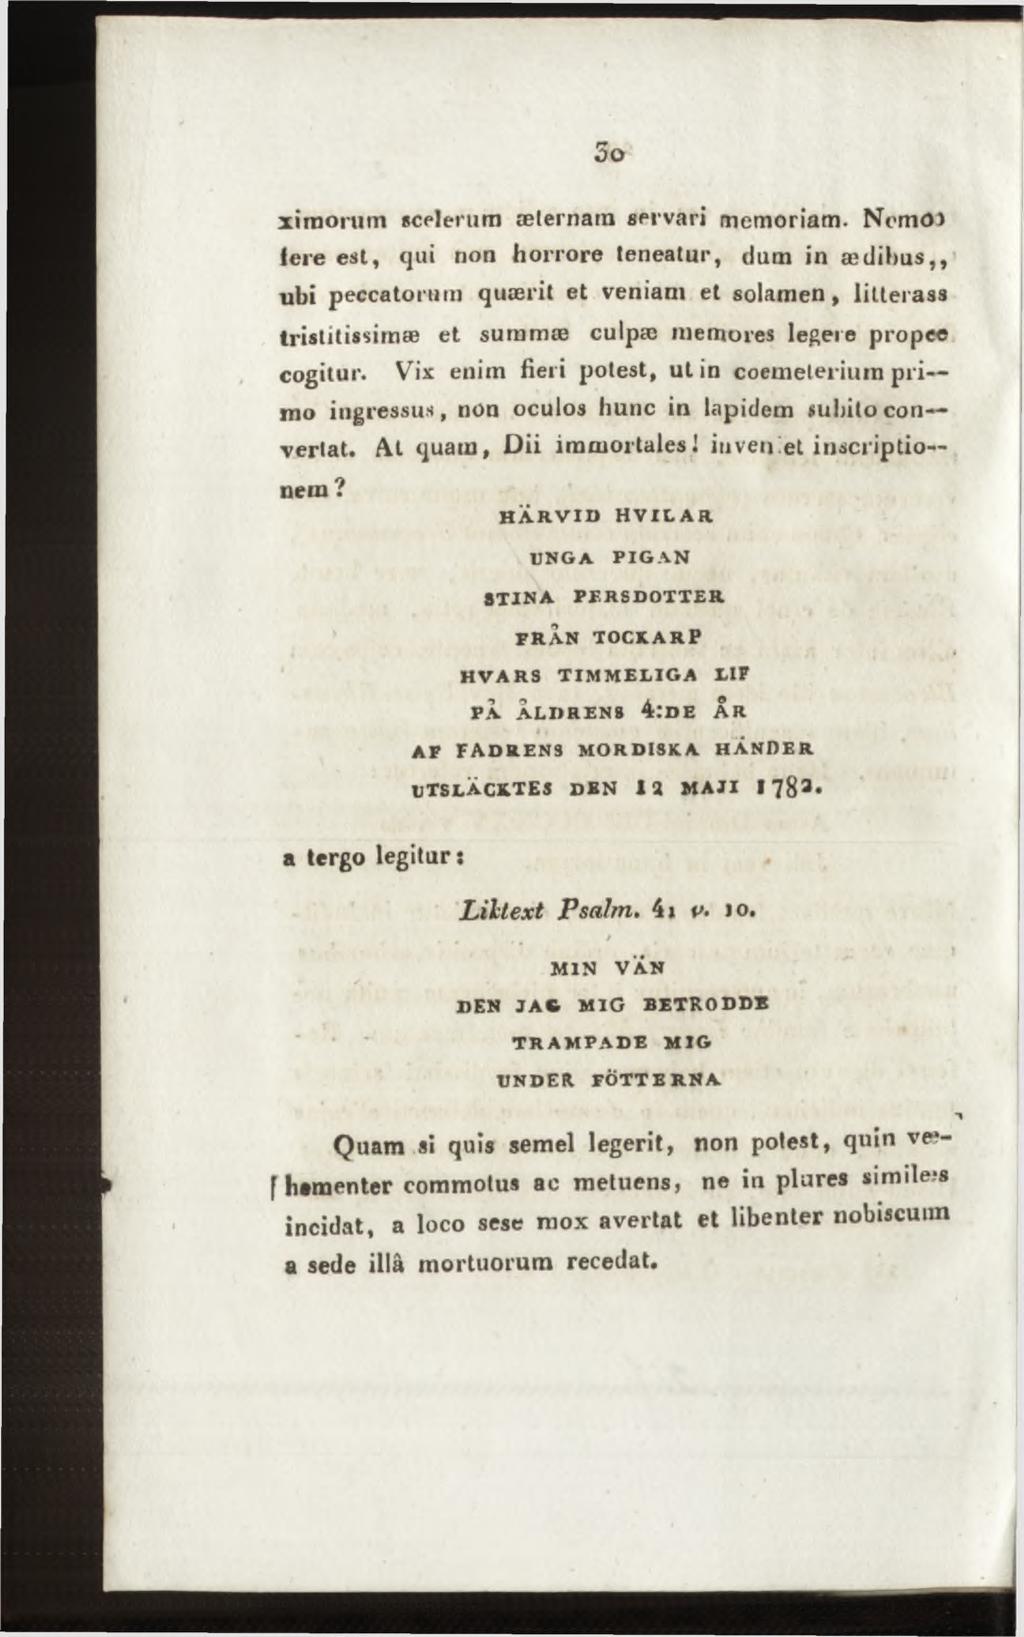 30
ximorum scelerum æternam servari memoriam. Nemo
fere est, qui non horrore teneatur, dum in ædibus,
ubi peccatorum quærit et veniam et solamen, litteras
tristitissimæ et summæ culpæ memores legere prope
cogitur. Vix enim fieri potest, ut in coemeterium pri-
mo ingressus, non oculos hunc in lapidem subito con-
vertat. At quam, Dii immortales! inveniet inscriptio-
nem?
HÄRVID HVILAR
UNGA PIGAN
STINA PERSDOTTER
FRÅN TOCKARP
HVARS TIMMELIGA LIF
PÅ ÅLDRENS 4:DE ÅR
AF FADRENS MORDISKA HÄNDER
UTSLÄCKTES DEN 12 MAJI 1782.
a tergo legitur:
Liktext Psalm. 41 v. 10.
MIN VÄN
DEN JAG MIG BETRODDE
TRAMPADE MIG
UNDER FÖTTERNA
Quam si quis semel legerit, non potest, quin ve-
hementer commotus ac metuens, ne in plures similes
incidat, a loco sese mox avertat et libenter nobiscum
a sede illâ mortuorum recedat.